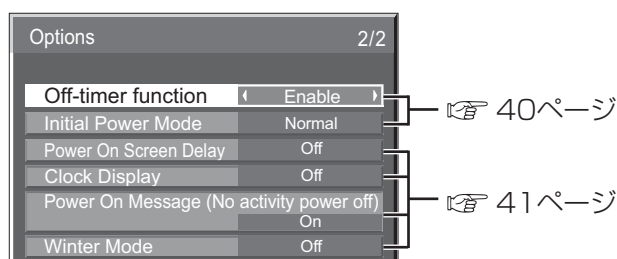 Options 2/2
Off-timer function Enable
Initial Power Mode Normal
☞ 40ページ
Power On Screen Delay Off
Clock Display Off
Power On Message (No activity power off)
On
☞ 41ページ
Winter Mode Off